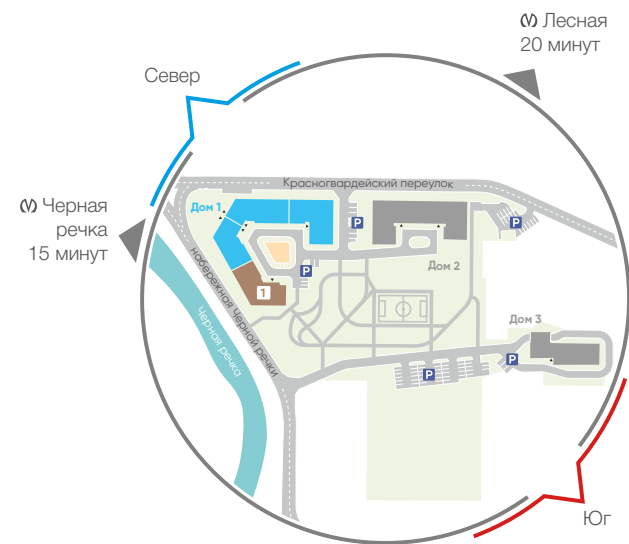 Лесная
20 минут
Север
Красногвардейский переулок
Дом 1
P
P
Черная
речка
15 минут
P
Дом 2
1
набережная Черной речки
Черная речка
Дом 3
P
P
Юг